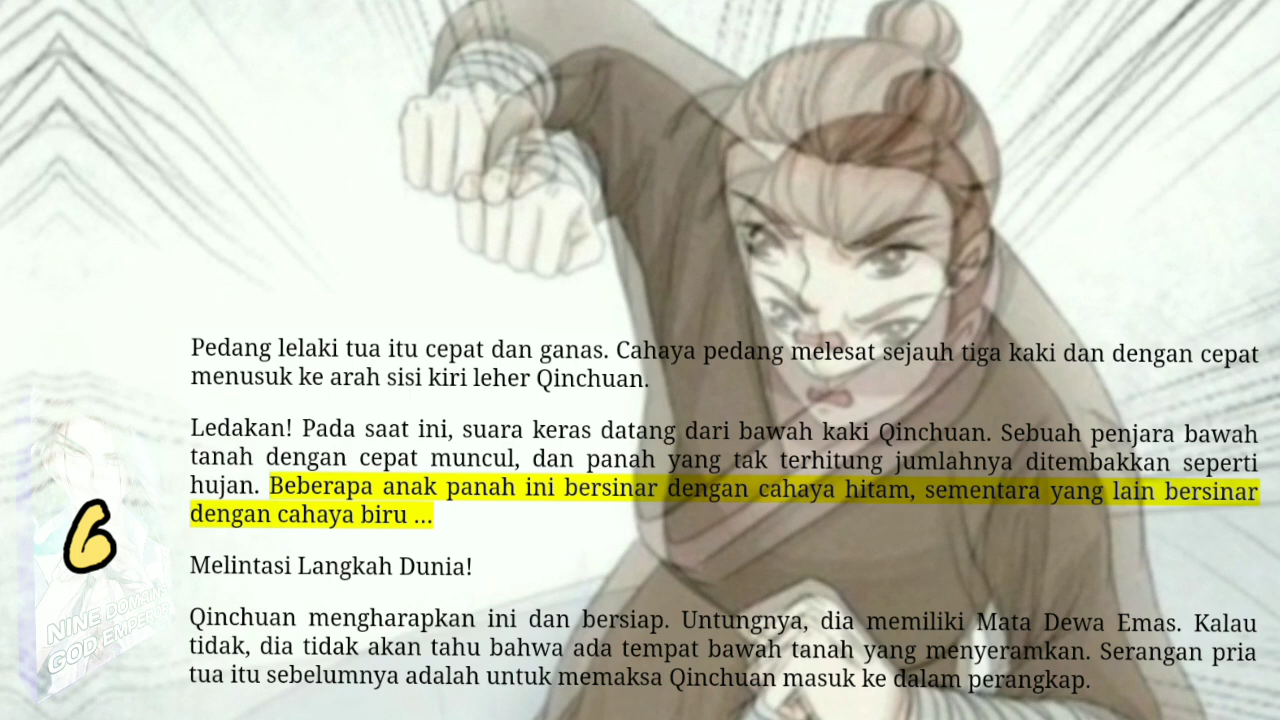 Pedang lelaki tua itu cepat dan ganas. Cahaya pedang melesat sejauh tiga kaki dan dengan cepat
menusuk ke arah sisi kiri leher Qinchuan.
Ledakan! Pada saat ini, suara keras datang dari bawah kaki Qinchuan. Sebuah penjara bawah
tanah dengan cepat muncul, dan panah yang tak terhitung jumlahnya ditembakkan seperti
hujan. Beberapa anak panah ini bersinar dengan cahaya hitam, sementara yang lain bersinar
dengan cahaya biru ...
Melintasi Langkah Dunia!
Qinchuan mengharapkan ini dan bersiap. Untungnya, dia memiliki Mata Dewa Emas. Kalau
tidak, dia tidak akan tahu bahwa ada tempat bawah tanah yang menyeramkan. Serangan pria
tua itu sebelumnya adalah untuk memaksa Qinchuan masuk ke dalam perangkap.
6
NINE DOMAINS
GOD EMPEROR